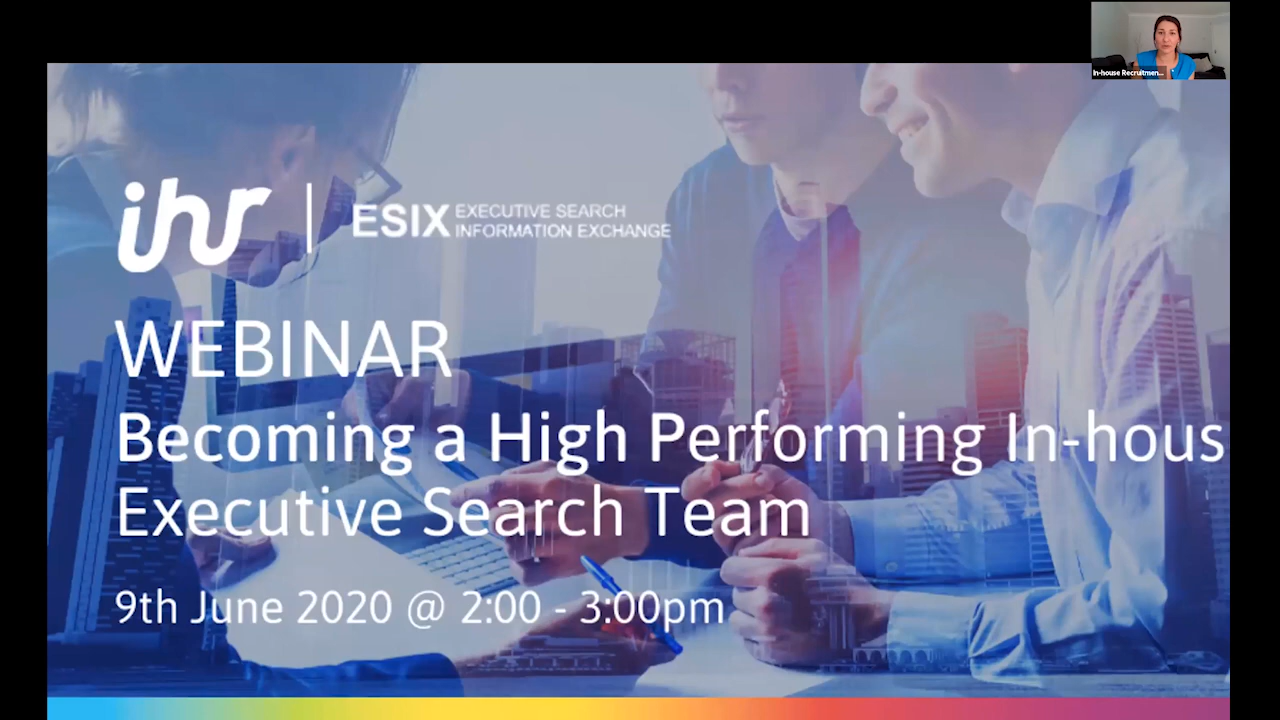 In-house Recruitmen...
ihr
ESIX EXECUTIVE SEARCH
INFORMATION EXCHANGE
WEBINAR
Becoming a High Performing In-hous
Executive Search Team
9th June 2020 @ 2:00 - 3:00pm